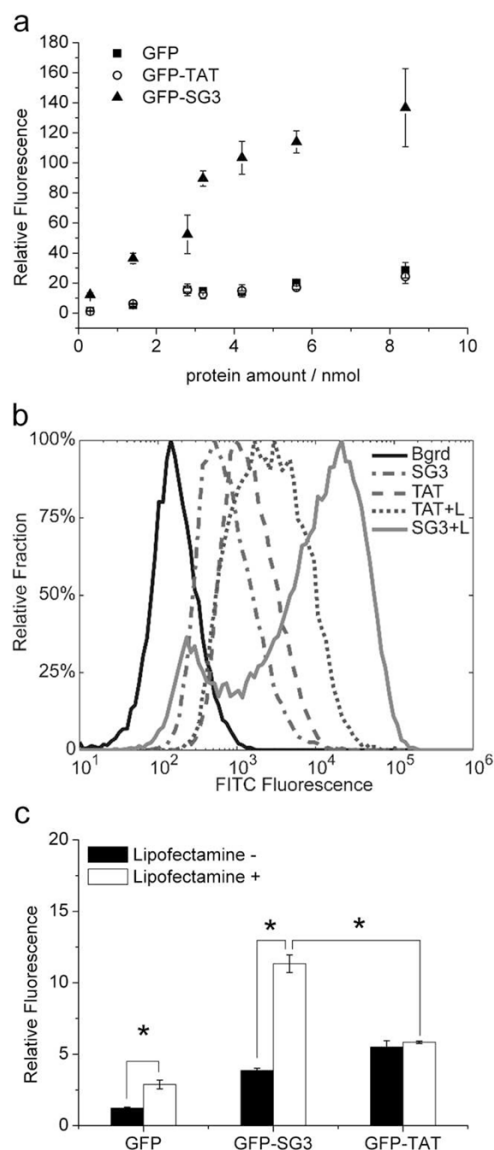 a
180
160
140
120
100
80
60
40
20
0
GFP
GFP-TAT
GFP-SG3
Relative Fluorescence
0 2 4 6 8 10
protein amount / nmol
b
100%
75%
50%
25%
0
Bgrd
SG3
TAT
TAT+L
SG3+L
Relative Fraction
10¹ 10² 10³ 10⁴ 10⁵ 10⁶
FITC Fluorescence
c
20
15
10
5
0
Lipofectamine -
Lipofectamine +
* * *
Relative Fluorescence
GFP GFP-SG3 GFP-TAT